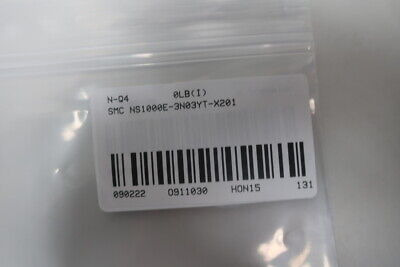 N-Q4 0LB(I)
SMC NS1000E-3N03YT-X201
090222 0911030 HON15 131